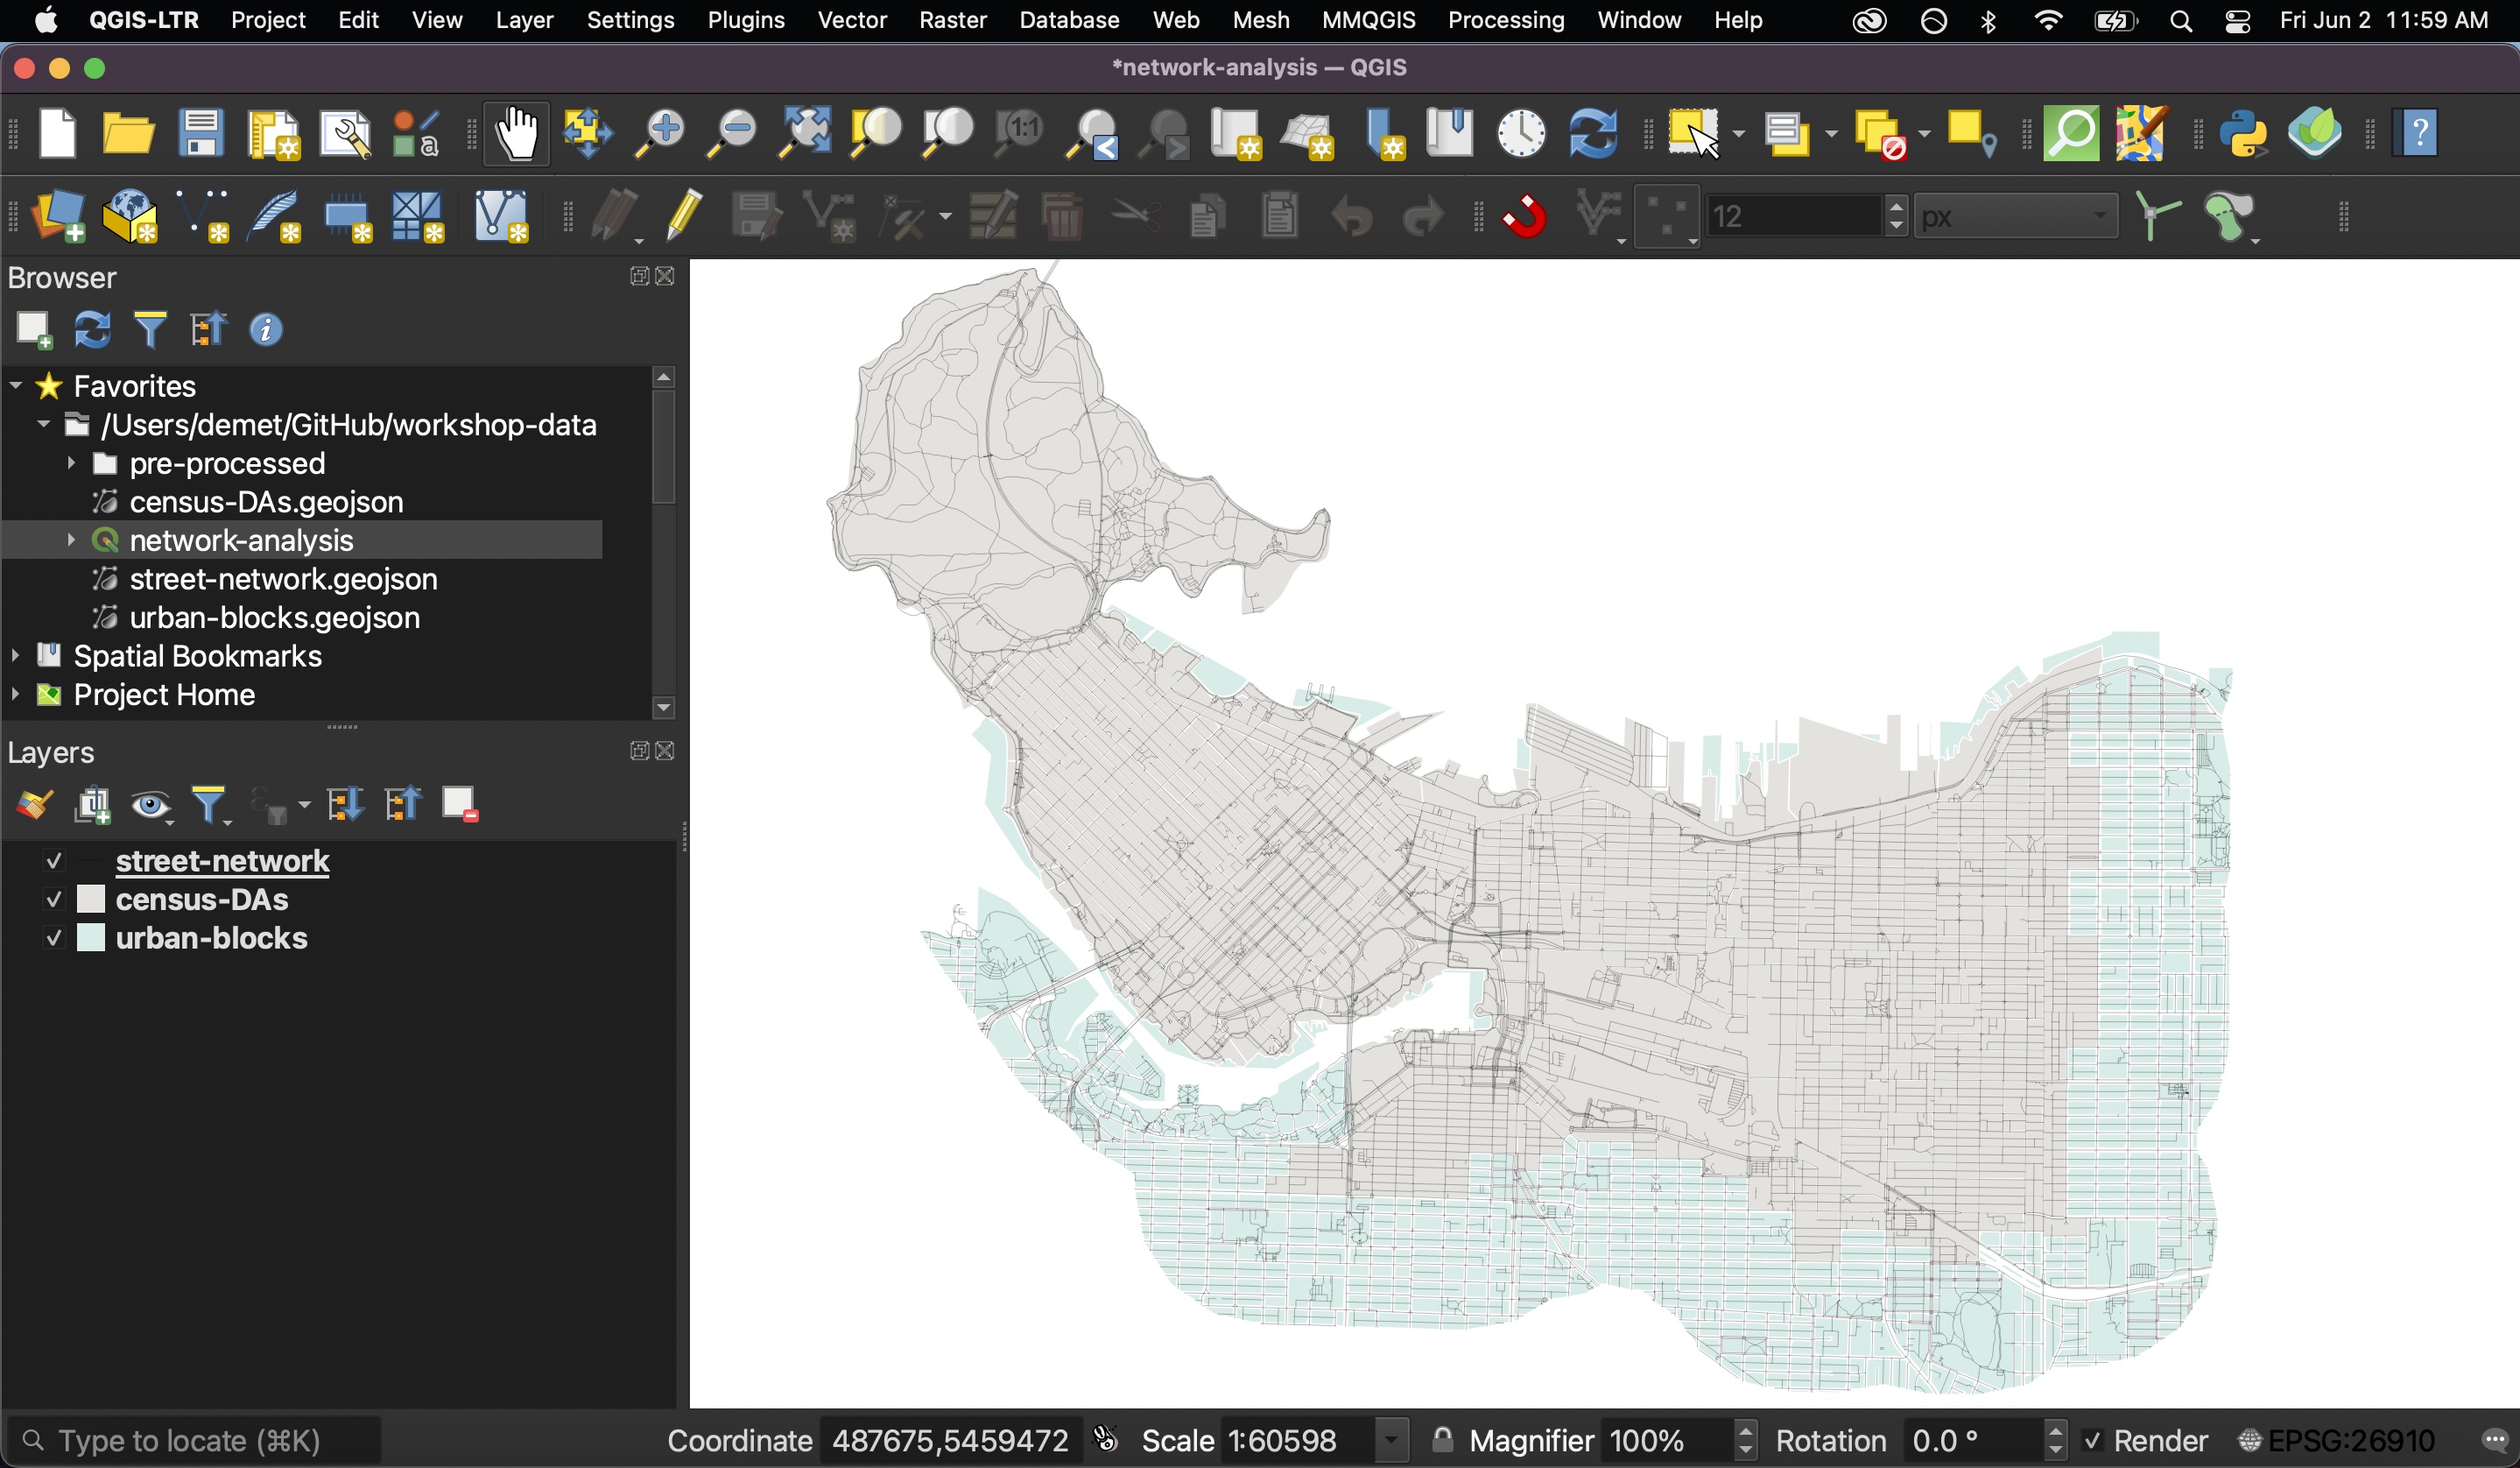 QGIS-LTR Project Edit View Layer Settings Plugins Vector Raster Database Web Mesh MMQGIS Processing Window Help Fri Jun 2 11:59 AM
*network-analysis — QGIS
1:1
a
?
12 px
Browser
Favorites
/Users/demet/GitHub/workshop-data
pre-processed
census-DAs.geojson
network-analysis
street-network.geojson
urban-blocks.geojson
Spatial Bookmarks
Project Home
Layers
street-network
census-DAs
urban-blocks
Type to locate (⌘K) Coordinate 487675,5459472 Scale 1:60598 Magnifier 100% Rotation 0.0 ° Render EPSG:26910